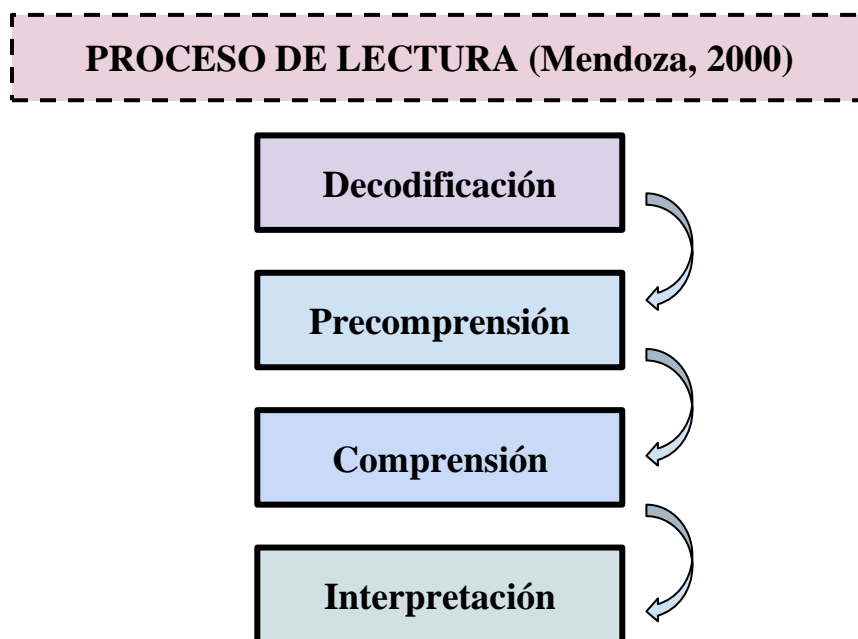 PROCESO DE LECTURA (Mendoza, 2000)
Decodificación
Precomprensión
Comprensión
Interpretación